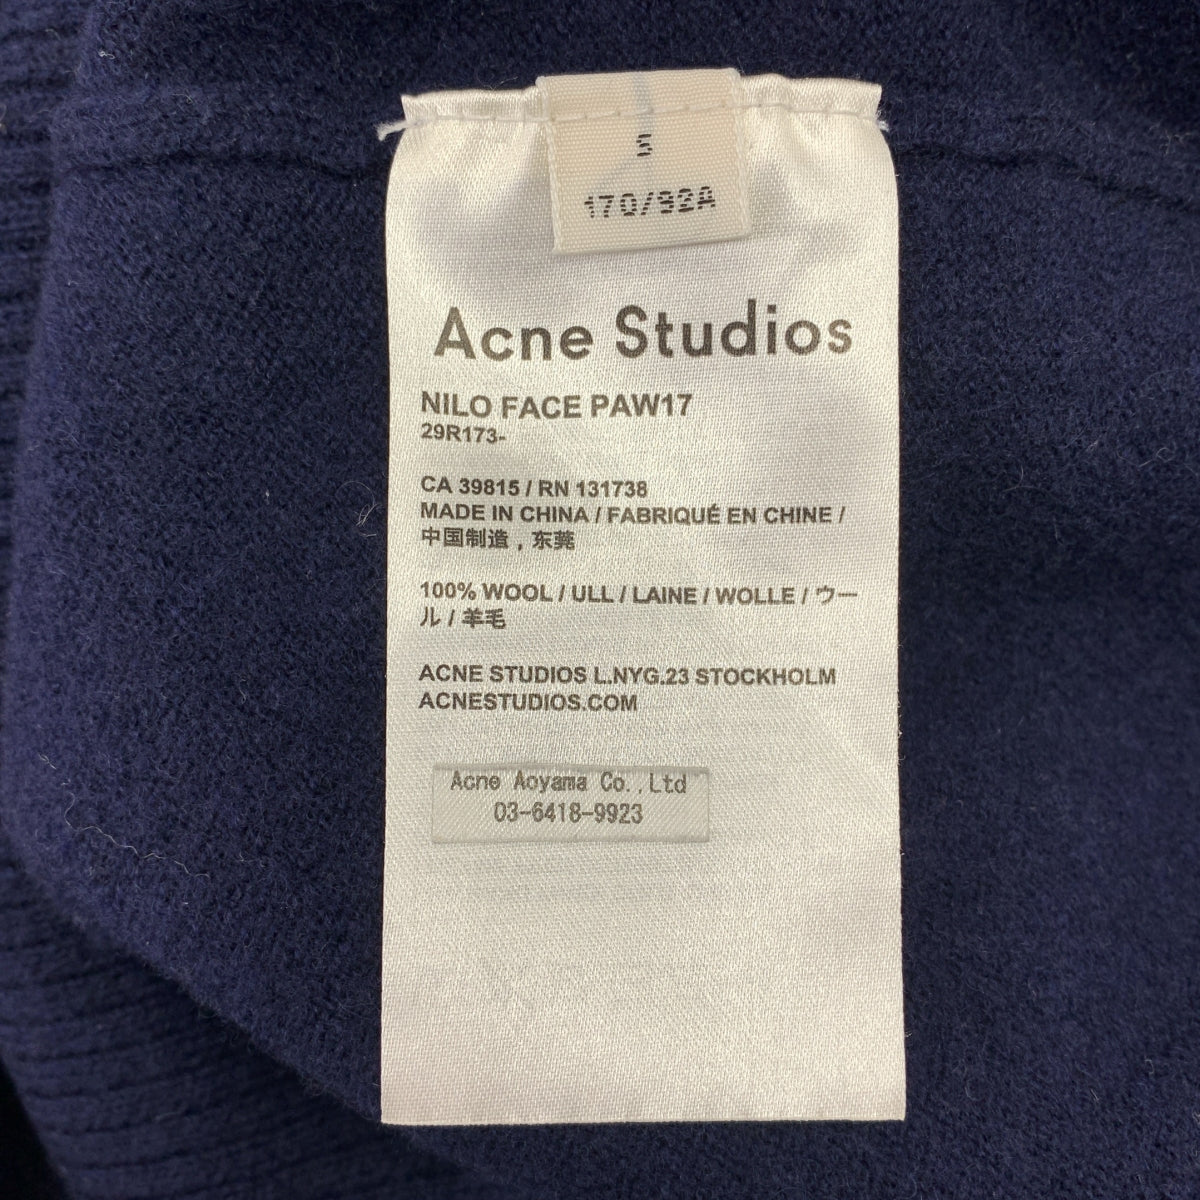 S
170/92A
Acne Studios
NILO FACE PAW17
29R173-
CA 39815 / RN 131738
MADE IN CHINA / FABRIQUÉ EN CHINE /
中国制造，东莞
100% WOOL / ULL / LAINE / WOLLE / ウー
ル / 羊毛
ACNE STUDIOS L.NYG.23 STOCKHOLM
ACNESTUDIOS.COM
Acne Aoyama Co.,Ltd
03-6418-9923